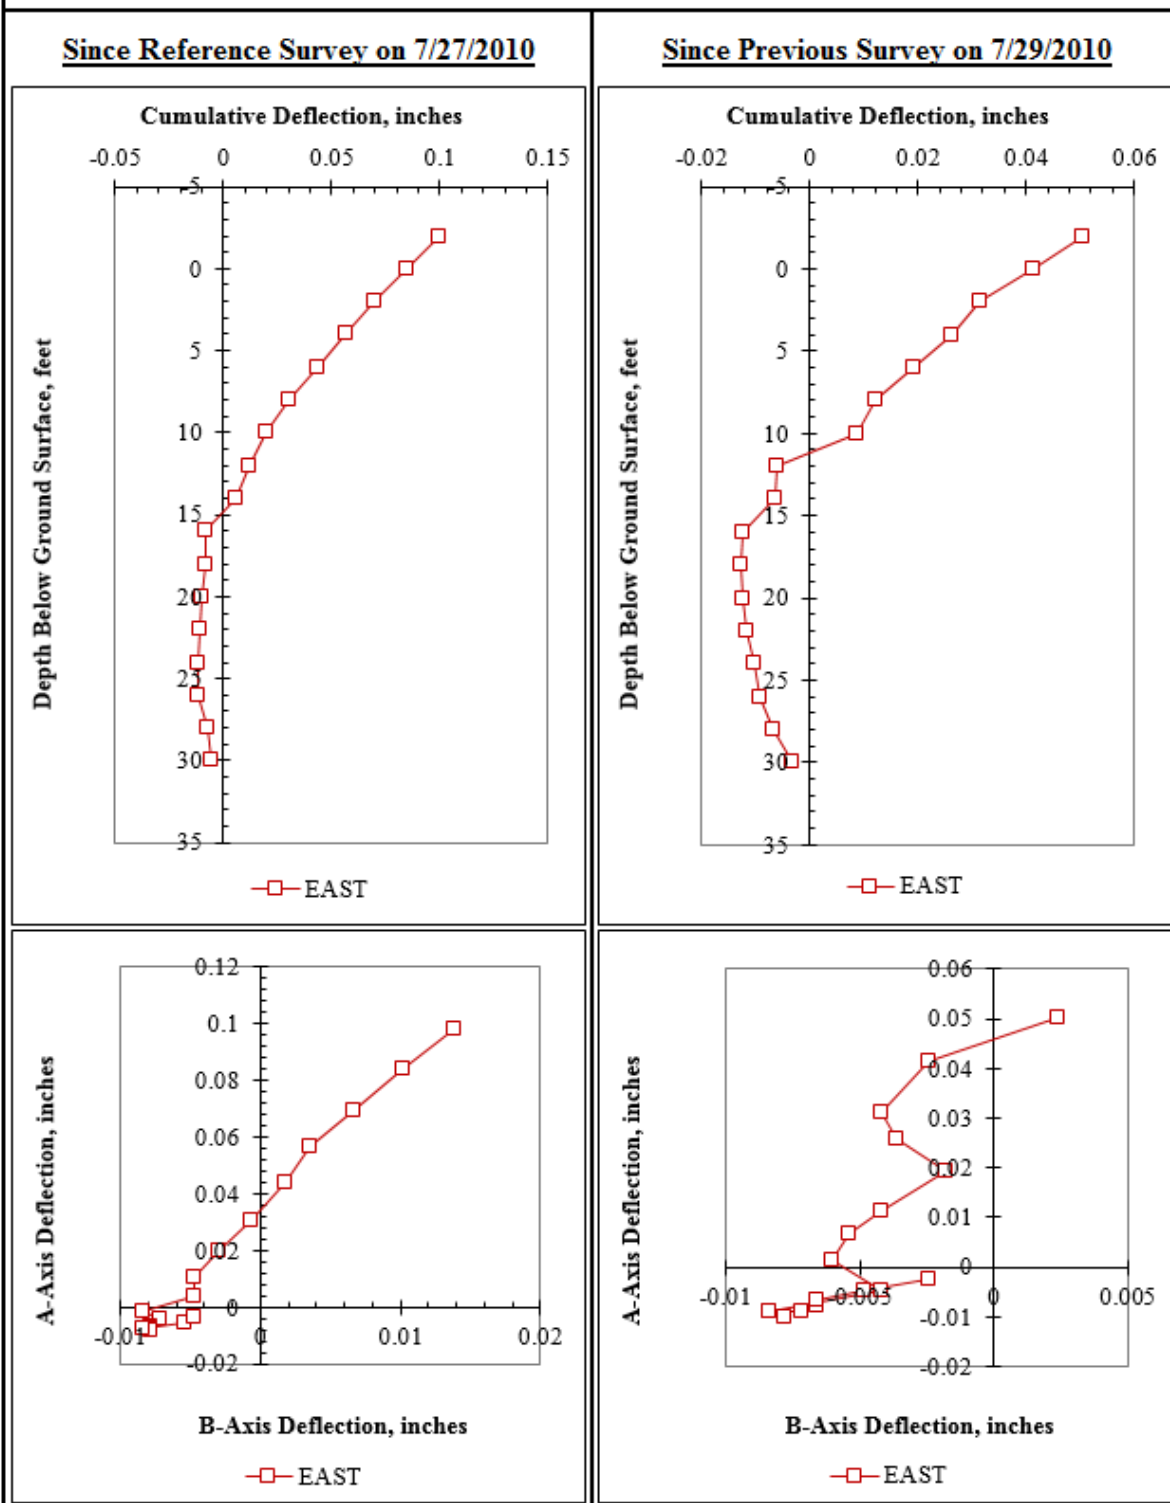 Since Reference Survey on 7/27/2010
Cumulative Deflection, inches
-0.05 0 0.05 0.1 0.15
-5
0
5
10
15
20
25
30
35
Depth Below Ground Surface, feet
EAST
Since Previous Survey on 7/29/2010
Cumulative Deflection, inches
-0.02 0 0.02 0.04 0.06
-5
0
5
10
15
20
25
30
35
Depth Below Ground Surface, feet
EAST
0.12
0.1
0.08
0.06
0.04
0.02
0
-0.02
-0.01 0 0.01 0.02
A-Axis Deflection, inches
B-Axis Deflection, inches
EAST
0.06
0.05
0.04
0.03
0.02
0.01
0
-0.01
-0.02
-0.01 -0.005 0 0.005
A-Axis Deflection, inches
B-Axis Deflection, inches
EAST